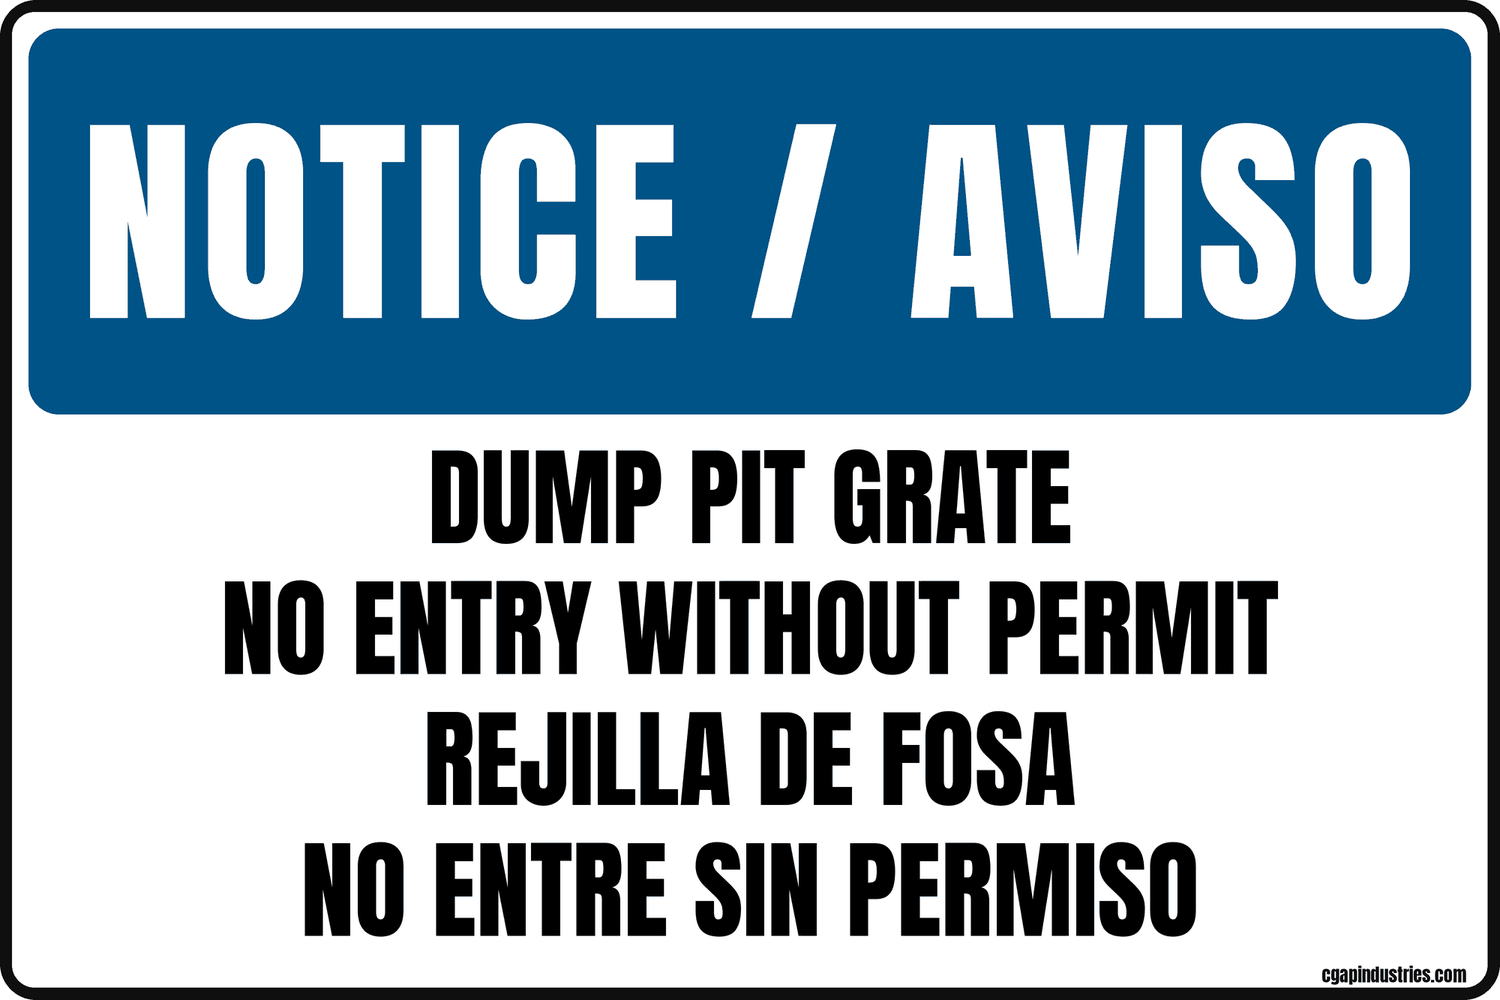 NOTICE / AVISO
DUMP PIT GRATE
NO ENTRY WITHOUT PERMIT
REJILLA DE FOSA
NO ENTRE SIN PERMISO
cgapindustries.com